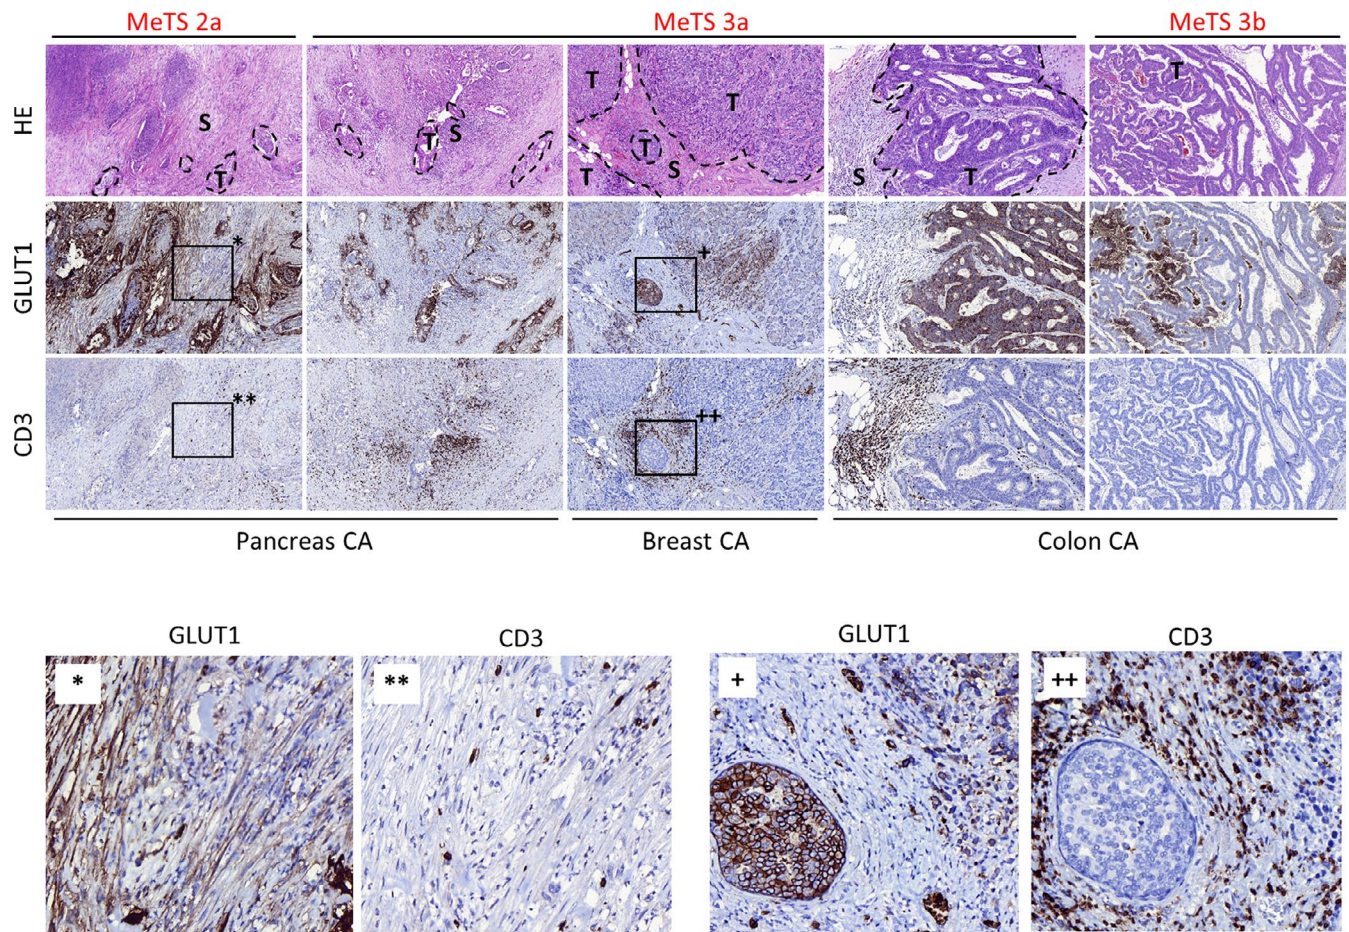 MeTS 2a MeTS 3a MeTS 3b
HE
S T T S T T T S T S T T
GLUT1
* +
CD3
** ++
Pancreas CA Breast CA Colon CA
GLUT1 CD3 GLUT1 CD3
* ** + ++